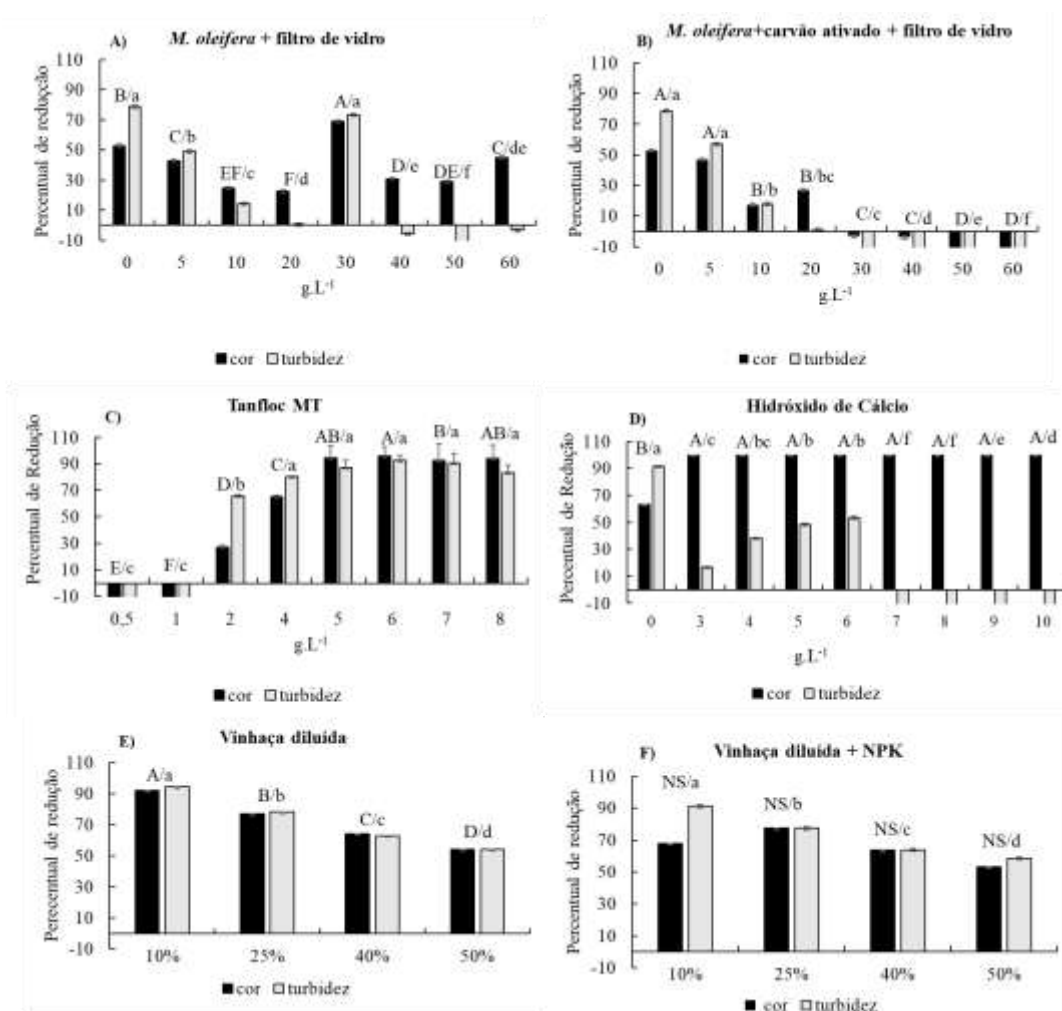 A) M. oleifera + filtro de vidro
Percentual de redução
110
90
70
50
30
10
-10
B/a C/b EF/c F/d A/a D/e DE/f C/de
0 5 10 20 30 40 50 60
g.L-1
■ cor □ turbidez
B) M. oleifera+carvão ativado + filtro de vidro
Percentual de redução
110
90
70
50
30
10
-10
A/a A/a B/b B/bc C/c C/d D/e D/f
0 5 10 20 30 40 50 60
g.L-1
■ cor □ turbidez
C) Tanfloc MT
Percentual de Redução
110
90
70
50
30
10
-10
E/c F/c D/b C/a AB/a A/a B/a AB/a
0,5 1 2 4 5 6 7 8
g.L-1
■ cor □ turbidez
D) Hidróxido de Cálcio
Percentual de Redução
110
90
70
50
30
10
-10
B/a A/c A/bc A/b A/b A/f A/f A/e A/d
0 3 4 5 6 7 8 9 10
g.L-1
■ cor □ turbidez
E) Vinhaça diluída
Perecentual de redução
110
90
70
50
30
10
-10
A/a B/b C/c D/d
10% 25% 40% 50%
■ cor □ turbidez
F) Vinhaça diluída + NPK
Percentual de redução
110
90
70
50
30
10
-10
NS/a NS/b NS/c NS/d
10% 25% 40% 50%
■ cor □ turbidez